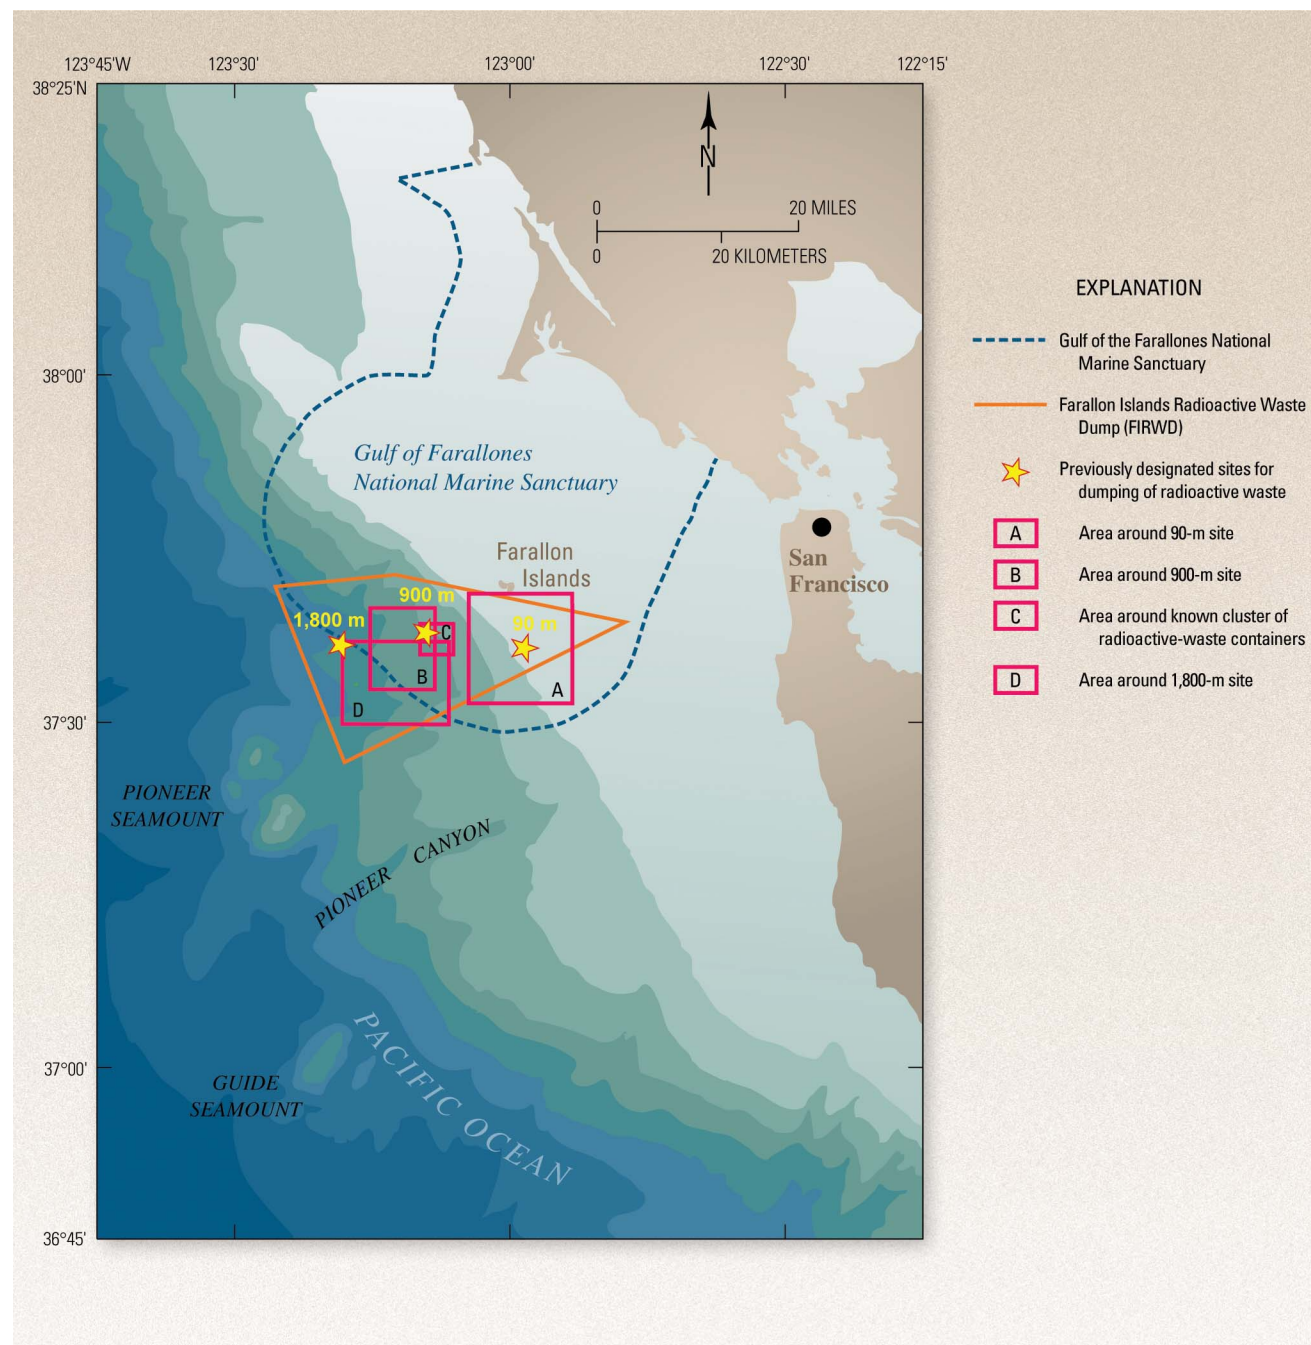 123°45'W
123°30'
123°00'
122°30'
122°15'
38°25'N
N
0
20 MILES
0
20 KILOMETERS
38°00'
Gulf of Farallones
National Marine Sanctuary
Farallon
Islands
San
Francisco
900 m
1,800 m
90 m
C
B
A
D
37°30'
PIONEER
SEAMOUNT
PIONEER CANYON
37°00'
GUIDE
SEAMOUNT
PACIFIC OCEAN
36°45'
EXPLANATION
Gulf of the Farallones National
Marine Sanctuary
Farallon Islands Radioactive Waste
Dump (FIRWD)
Previously designated sites for
dumping of radioactive waste
A Area around 90-m site
B Area around 900-m site
C Area around known cluster of
radioactive-waste containers
D Area around 1,800-m site